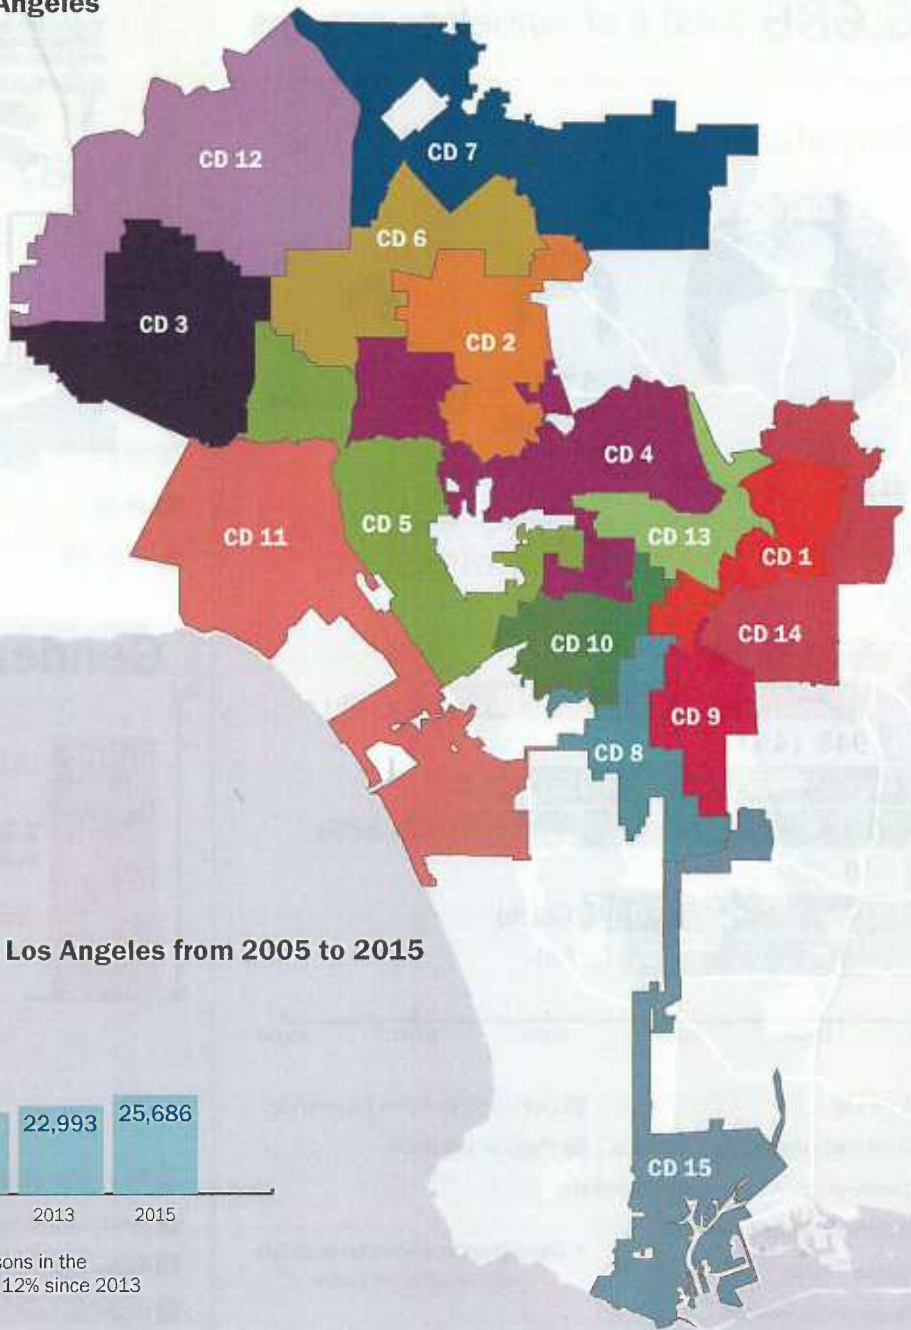 Angeles
CD 12
CD 7
CD 6
CD 3
CD 2
CD 4
CD 11
CD 5
CD 13
CD 1
CD 10
CD 14
CD 9
CD 8
Los Angeles from 2005 to 2015
22,993
25,686
2013
2015
CD 15
sons in the
12% since 2013